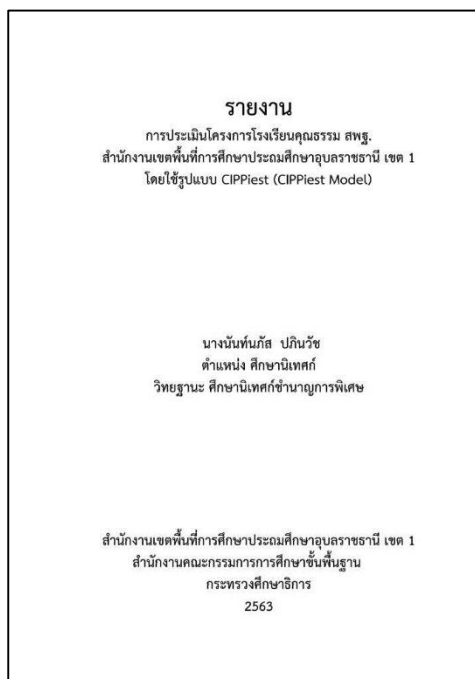 รายงาน
การประเมินโครงการโรงเรียนคุณธรรม สพฐ.
สำนักงานเขตพื้นที่การศึกษาประถมศึกษาอุบลราชธานี เขต 1
โดยใช้รูปแบบ CIPPiest (CIPPiest Model)
นางนันท์นภัส ปภินวัช
ตำแหน่ง ศึกษานิเทศก์
วิทยฐานะ ศึกษานิเทศก์ชำนาญการพิเศษ
สำนักงานเขตพื้นที่การศึกษาประถมศึกษาอุบลราชธานี เขต 1
สำนักงานคณะกรรมการการศึกษาขั้นพื้นฐาน
กระทรวงศึกษาธิการ
2563